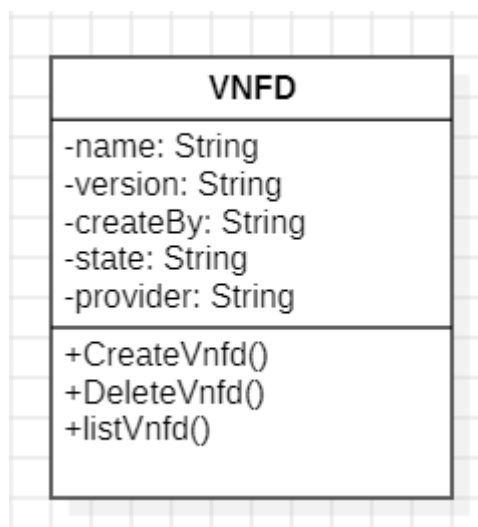 VNFD
-name: String
-version: String
-createBy: String
-state: String
-provider: String
+CreateVnfd()
+DeleteVnfd()
+listVnfd()